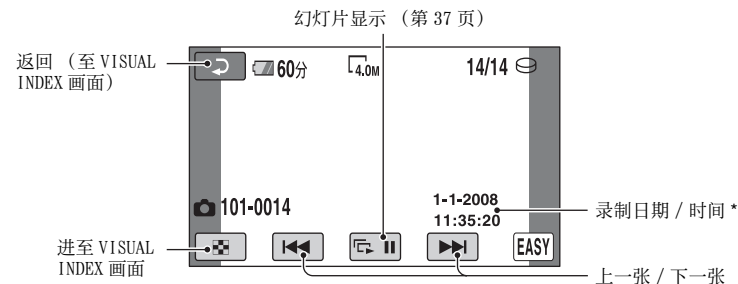 幻灯片显示 （第 37 页）
返回 （至 VISUAL
INDEX 画面）
60分
4.0M
14/14
101-0014
1-1-2008
11:35:20
录制日期 / 时间 *
进至 VISUAL
INDEX 画面
EASY
上一张 / 下一张